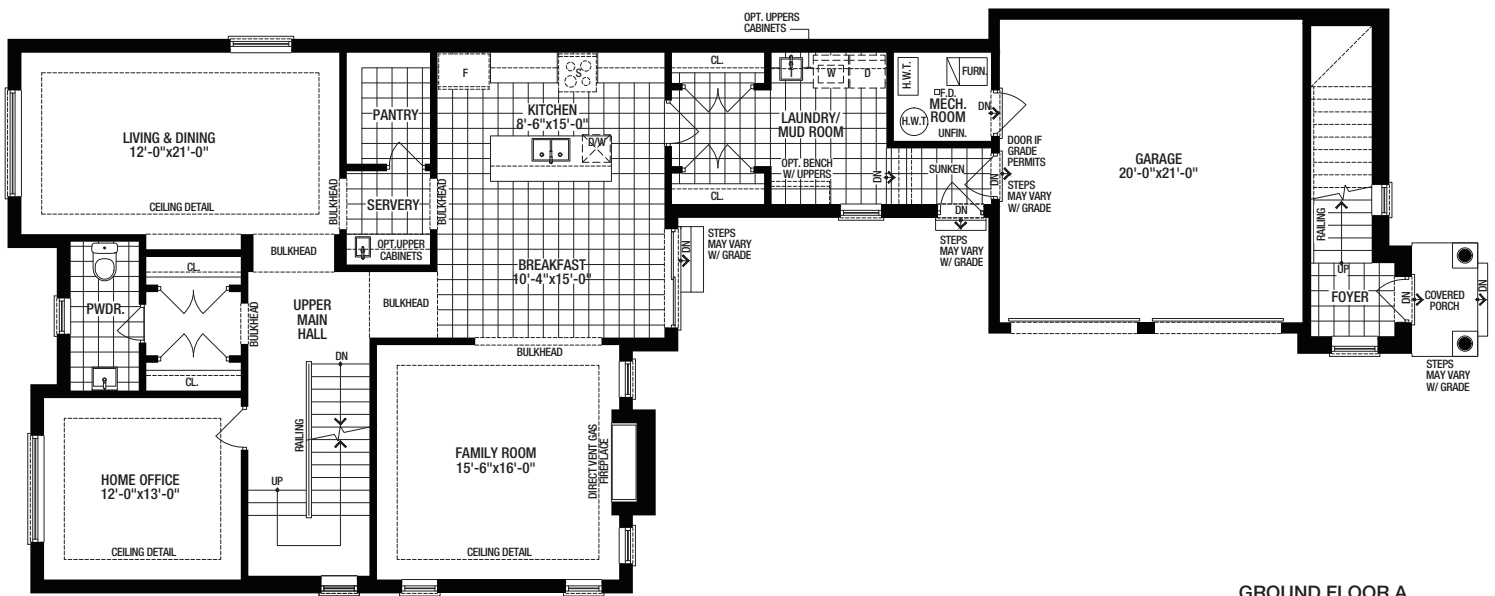 OPT. UPPERS
CABINETS
LIVING & DINING
12'-0"x21'-0"
CEILING DETAIL
PANTRY
BULKHEAD
SERVERY
BULKHEAD
OPT.UPPER
CABINETS
F
S
KITCHEN
8'-6"x15'-0"
D/W
BREAKFAST
10'-4"x15'-0"
DN
STEPS
MAY VARY
W/ GRADE
CL.
CL.
T
W
D
LAUNDRY/
MUD ROOM
OPT. BENCH
W/ UPPERS
H.W.T.
FURN.
F.D.
MECH.
ROOM
H.W.T
UNFIN.
DN
DN
SUNKEN
DN
DN
STEPS
MAY VARY
W/ GRADE
DOOR IF
GRADE
PERMITS
STEPS
MAY VARY
W/ GRADE
GARAGE
20'-0"x21'-0"
RAILING
UP
FOYER
DN
COVERED
PORCH
DN
STEPS
MAY VARY
W/ GRADE
BULKHEAD
PWDR.
CL.
CL.
BULKHEAD
UPPER
MAIN
HALL
BULKHEAD
DN
RAILING
UP
HOME OFFICE
12'-0"x13'-0"
CEILING DETAIL
BULKHEAD
FAMILY ROOM
15'-6"x16'-0"
DIRECT VENT GAS
FIREPLACE
CEILING DETAIL
GROUND FLOOR A